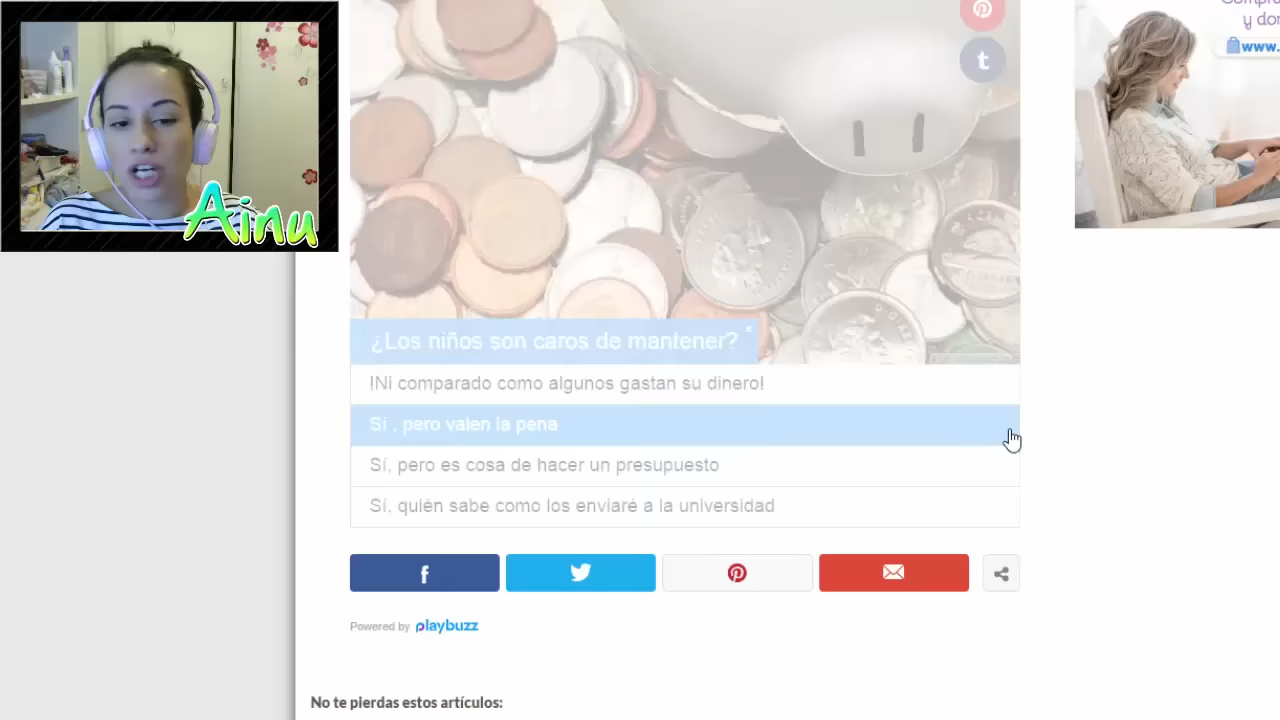 Ainu
y do
www.
t
¿Los niños son caros de mantener?
!Ni comparado como algunos gastan su dinero!
Sí , pero valen la pena
Sí, pero es cosa de hacer un presupuesto
Sí, quién sabe como los enviaré a la universidad
f
Powered by playbuzz
No te pierdas estos artículos: